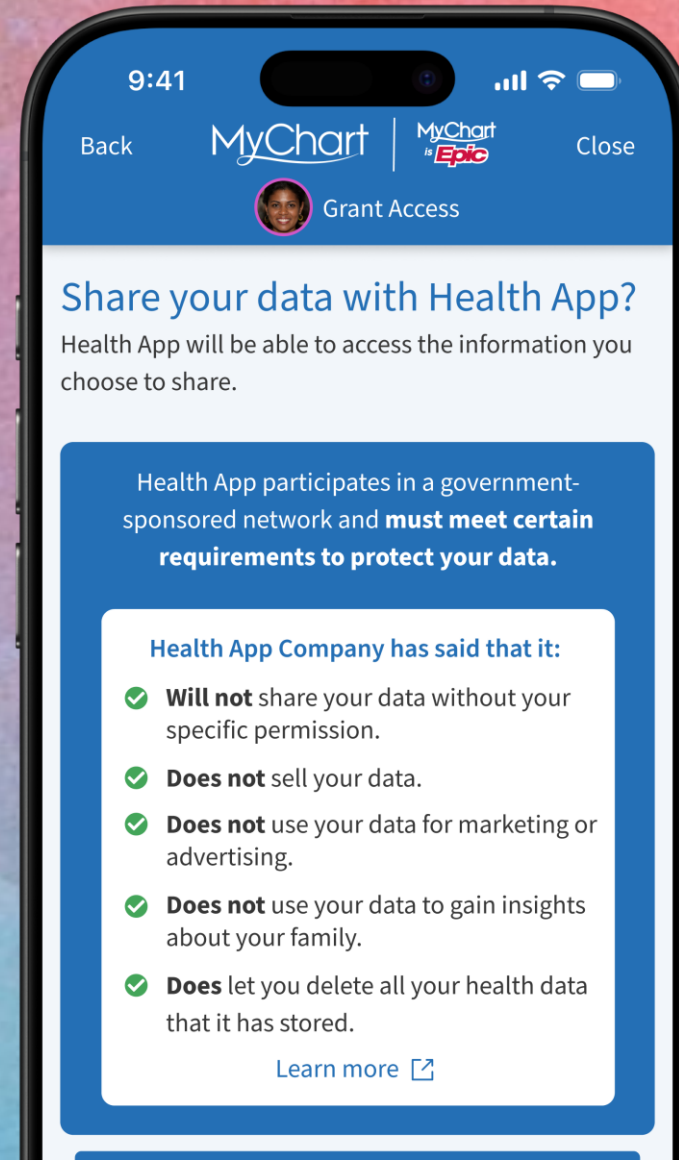 9:41
Back
MyChart
MyChart
is Epic
Close
Grant Access
Share your data with Health App?
Health App will be able to access the information you
choose to share.
Health App participates in a government-
sponsored network and must meet certain
requirements to protect your data.
Health App Company has said that it:
Will not share your data without your
specific permission.
Does not sell your data.
Does not use your data for marketing or
advertising.
Does not use your data to gain insights
about your family.
Does let you delete all your health data
that it has stored.
Learn more